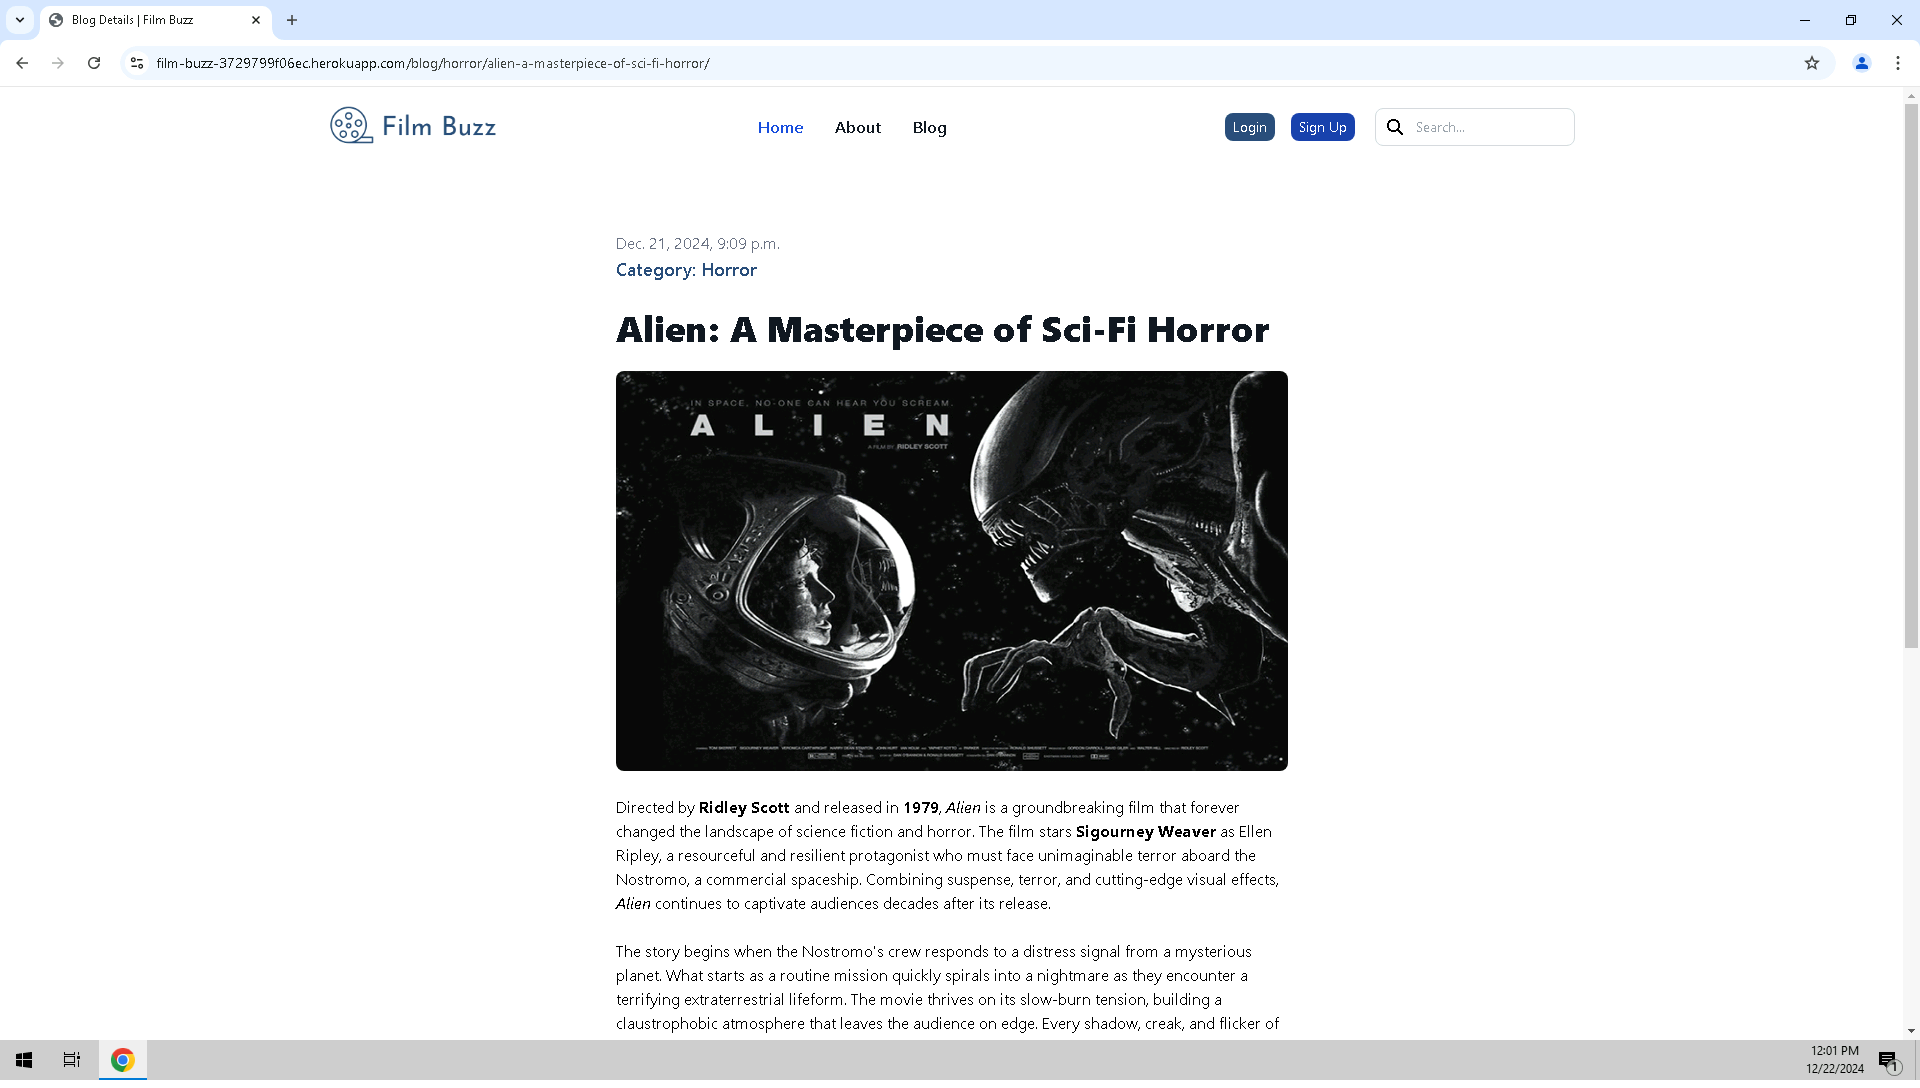 Blog Details | Film Buzz
film-buzz-3729799f06ec.herokuapp.com/blog/horror/alien-a-masterpiece-of-sci-fi-horror/
Film Buzz
Home
About
Blog
Login
Sign Up
Search...
Dec. 21, 2024, 9:09 p.m.
Category: Horror
Alien: A Masterpiece of Sci-Fi Horror
IN SPACE, NO ONE CAN HEAR YOU SCREAM.
ALIEN
A FILM BY RIDLEY SCOTT
Directed by Ridley Scott and released in 1979, Alien is a groundbreaking film that forever
changed the landscape of science fiction and horror. The film stars Sigourney Weaver as Ellen
Ripley, a resourceful and resilient protagonist who must face unimaginable terror aboard the
Nostromo, a commercial spaceship. Combining suspense, terror, and cutting-edge visual effects,
Alien continues to captivate audiences decades after its release.
The story begins when the Nostromo's crew responds to a distress signal from a mysterious
planet. What starts as a routine mission quickly spirals into a nightmare as they encounter a
terrifying extraterrestrial lifeform. The movie thrives on its slow-burn tension, building a
claustrophobic atmosphere that leaves the audience on edge. Every shadow, creak, and flicker of
12:01 PM
12/22/2024
1